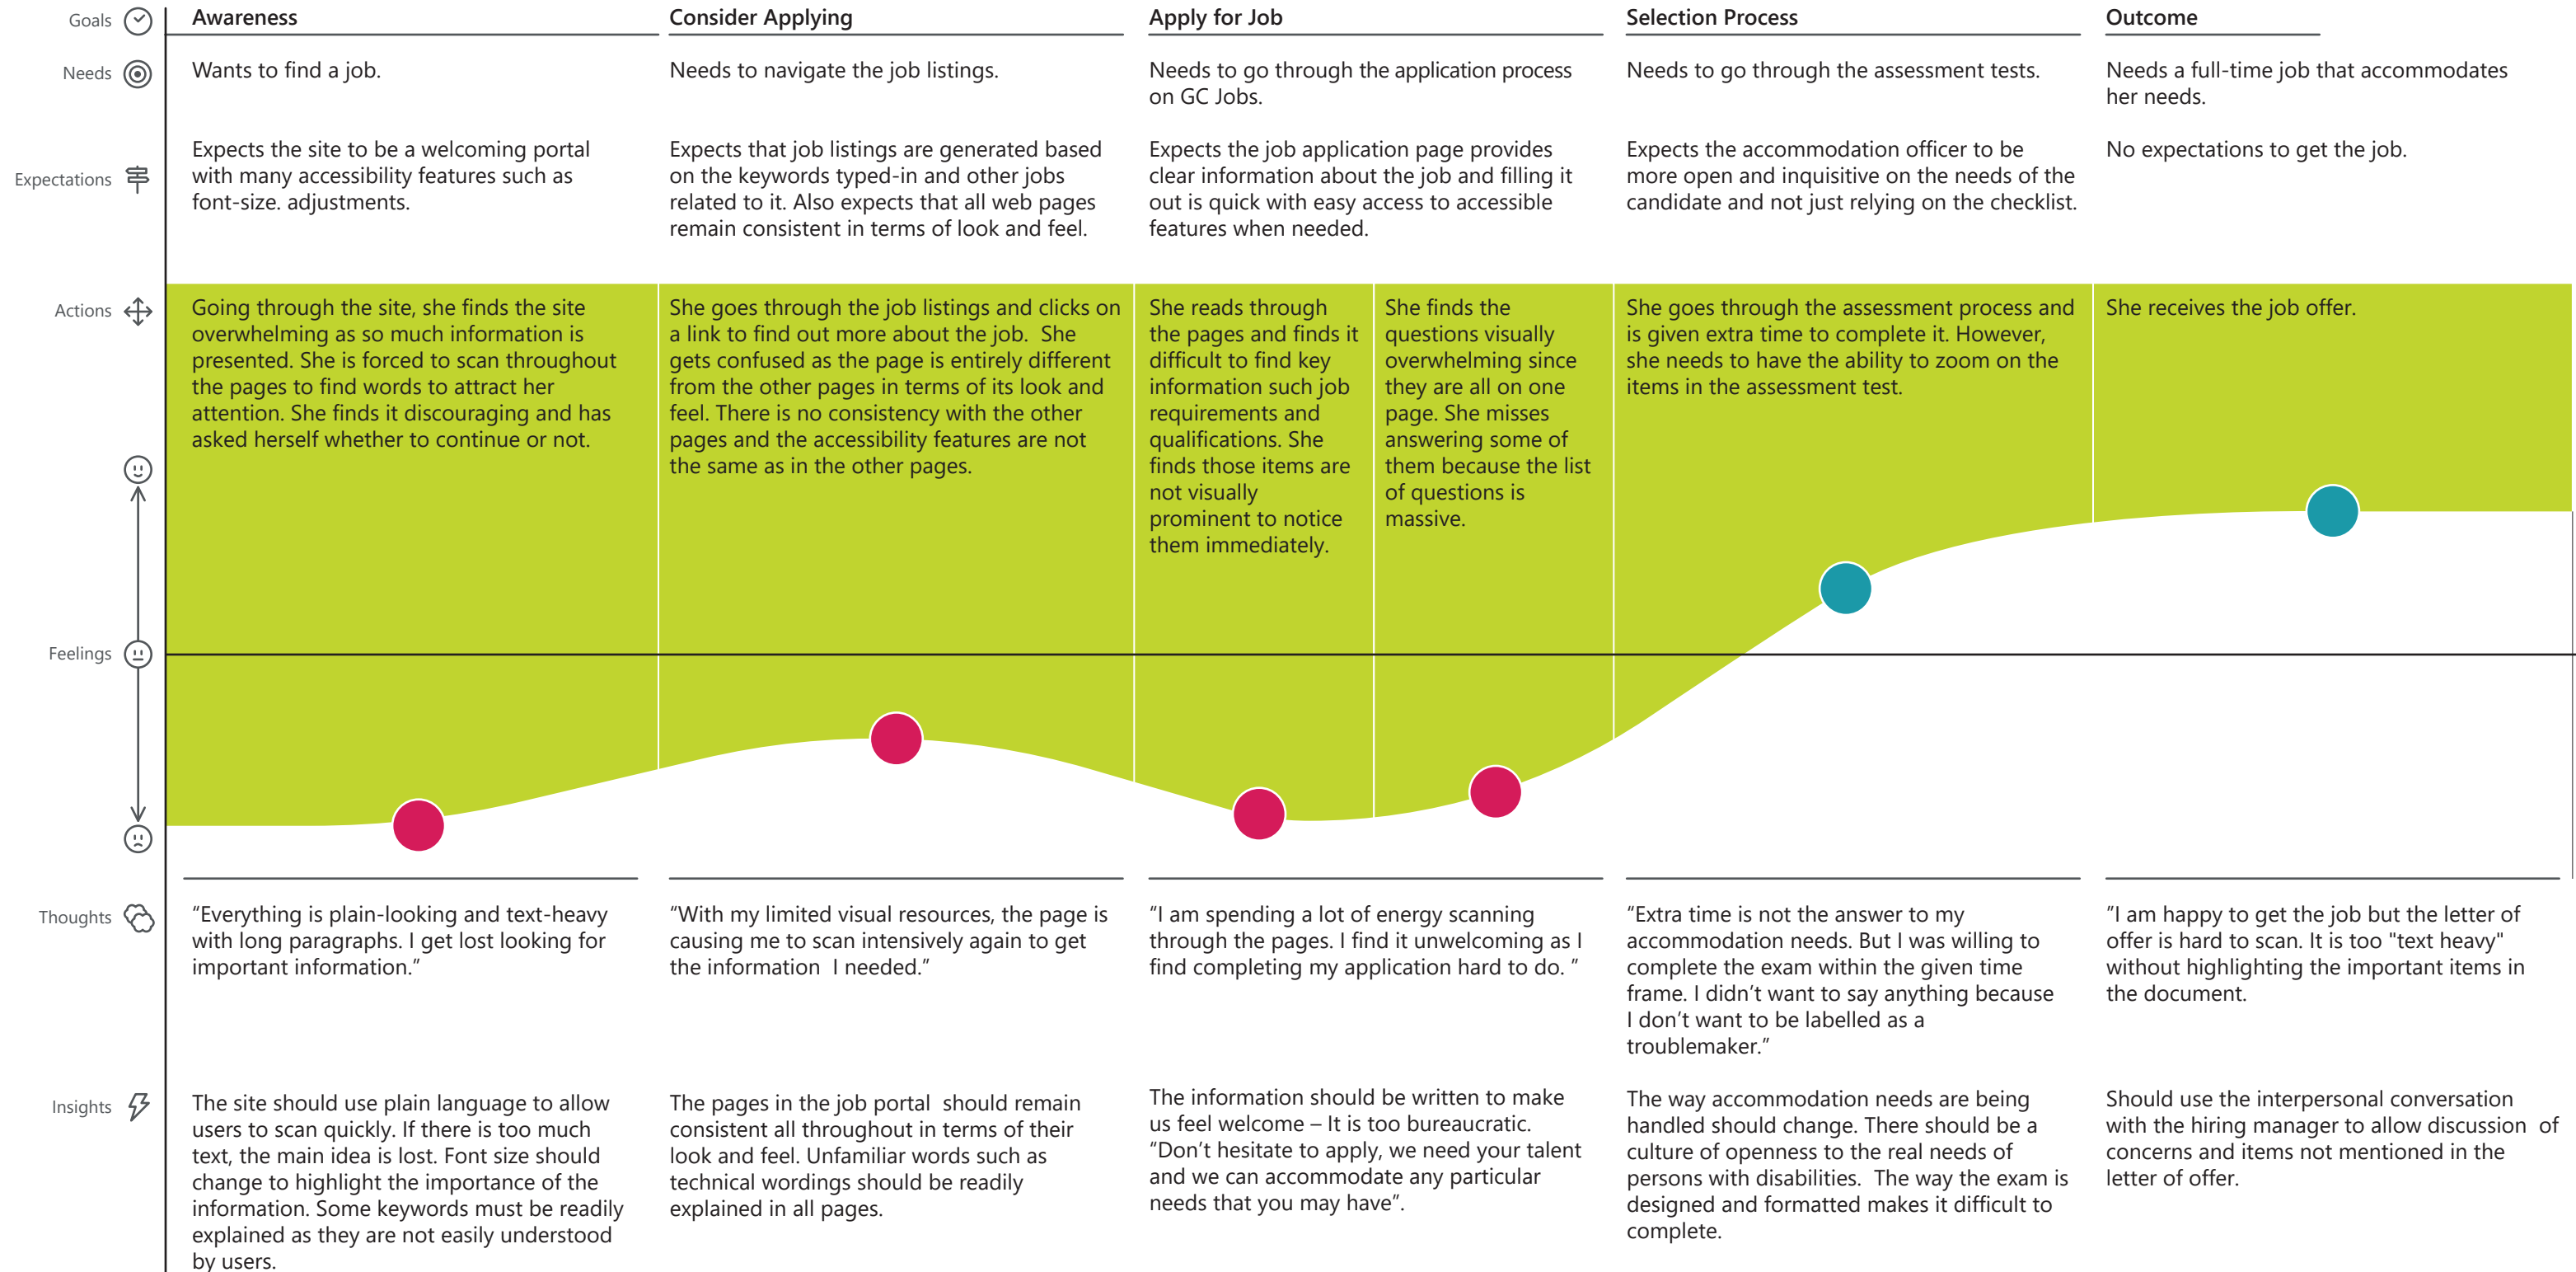 Goals
Awareness
Consider Applying
Apply for Job
Selection Process
Outcome
Needs
Wants to find a job.
Needs to navigate the job listings.
Needs to go through the application process
on GC Jobs.
Needs to go through the assessment tests.
Needs a full-time job that accommodates
her needs.
Expectations
Expects the site to be a welcoming portal
with many accessibility features such as
font-size. adjustments.
Expects that job listings are generated based
on the keywords typed-in and other jobs
related to it. Also expects that all web pages
remain consistent in terms of look and feel.
Expects the job application page provides
clear information about the job and filling it
out is quick with easy access to accessible
features when needed.
Expects the accommodation officer to be
more open and inquisitive on the needs of the
candidate and not just relying on the checklist.
No expectations to get the job.
Actions
Going through the site, she finds the site
overwhelming as so much information is
presented. She is forced to scan throughout
the pages to find words to attract her
attention. She finds it discouraging and has
asked herself whether to continue or not.
She goes through the job listings and clicks on
a link to find out more about the job.  She
gets confused as the page is entirely different
from the other pages in terms of its look and
feel. There is no consistency with the other
pages and the accessibility features are not
the same as in the other pages.
She reads through
the pages and finds it
difficult to find key
information such job
requirements and
qualifications. She
finds those items are
not visually
prominent to notice
them immediately.
She finds the
questions visually
overwhelming since
they are all on one
page. She misses
answering some of
them because the list
of questions is
massive.
She goes through the assessment process and
is given extra time to complete it. However,
she needs to have the ability to zoom on the
items in the assessment test.
She receives the job offer.
Feelings
Thoughts
“Everything is plain-looking and text-heavy
with long paragraphs. I get lost looking for
important information.”
“With my limited visual resources, the page is
causing me to scan intensively again to get
the information  I needed.”
“I am spending a lot of energy scanning
through the pages. I find it unwelcoming as I
find completing my application hard to do. ”
“Extra time is not the answer to my
accommodation needs. But I was willing to
complete the exam within the given time
frame. I didn’t want to say anything because
I don’t want to be labelled as a
troublemaker.”
”I am happy to get the job but the letter of
offer is hard to scan. It is too "text heavy"
without highlighting the important items in
the document.
Insights
The site should use plain language to allow
users to scan quickly. If there is too much
text, the main idea is lost. Font size should
change to highlight the importance of the
information. Some keywords must be readily
explained as they are not easily understood
by users.
The pages in the job portal  should remain
consistent all throughout in terms of their
look and feel. Unfamiliar words such as
technical wordings should be readily
explained in all pages.
The information should be written to make
us feel welcome – It is too bureaucratic.
“Don’t hesitate to apply, we need your talent
and we can accommodate any particular
needs that you may have”.
The way accommodation needs are being
handled should change. There should be a
culture of openness to the real needs of
persons with disabilities.  The way the exam is
designed and formatted makes it difficult to
complete.
Should use the interpersonal conversation
with the hiring manager to allow discussion  of
concerns and items not mentioned in the
letter of offer.